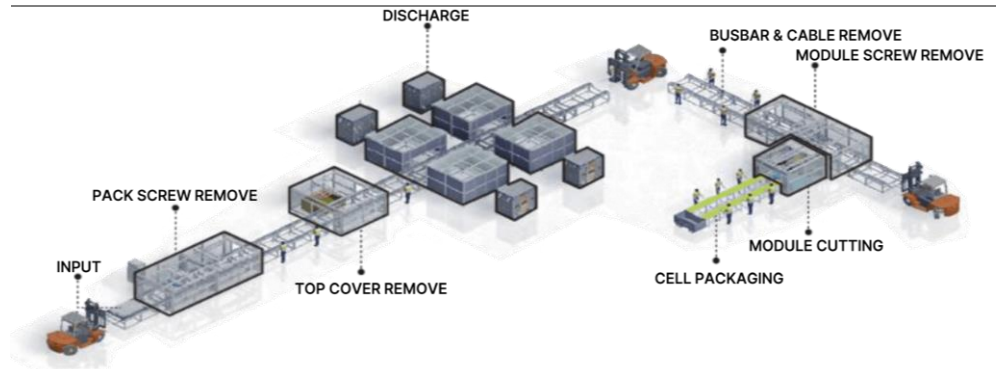 DISCHARGE
BUSBAR & CABLE REMOVE
MODULE SCREW REMOVE
PACK SCREW REMOVE
INPUT
TOP COVER REMOVE
MODULE CUTTING
CELL PACKAGING